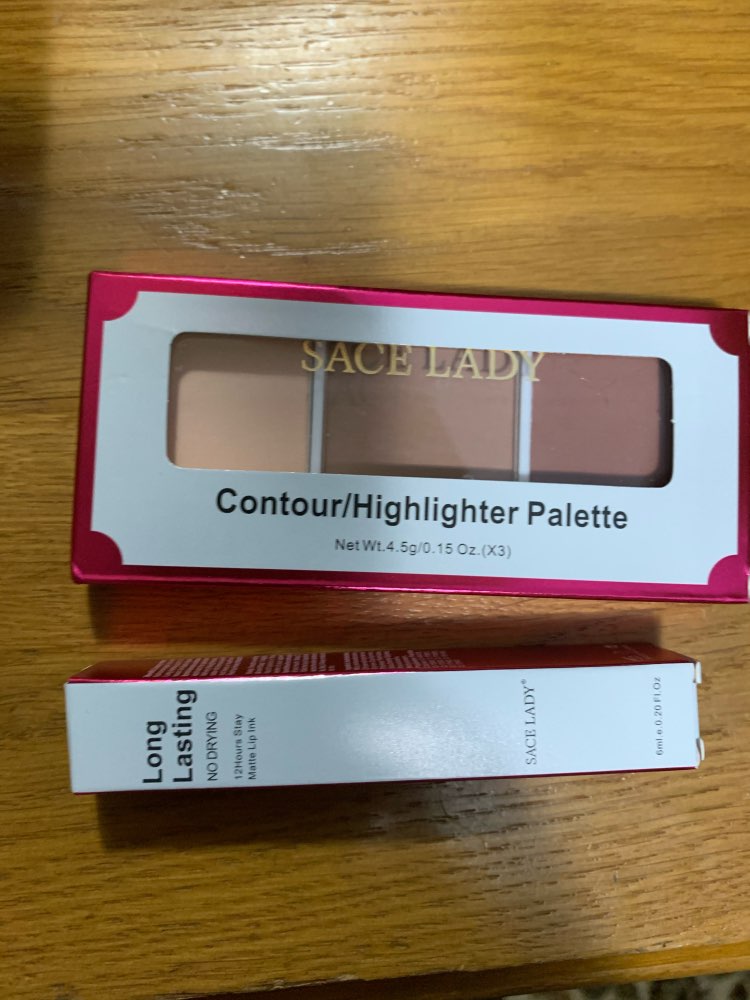 SACE LADY
Contour/Highlighter Palette
Net Wt.4.5g/0.15 Oz.(X3)
Long
Lasting
NO DRYING
12Hours Stay
Matte Lip Ink
SACE LADY®
6ml e 0.20 Fl.Oz